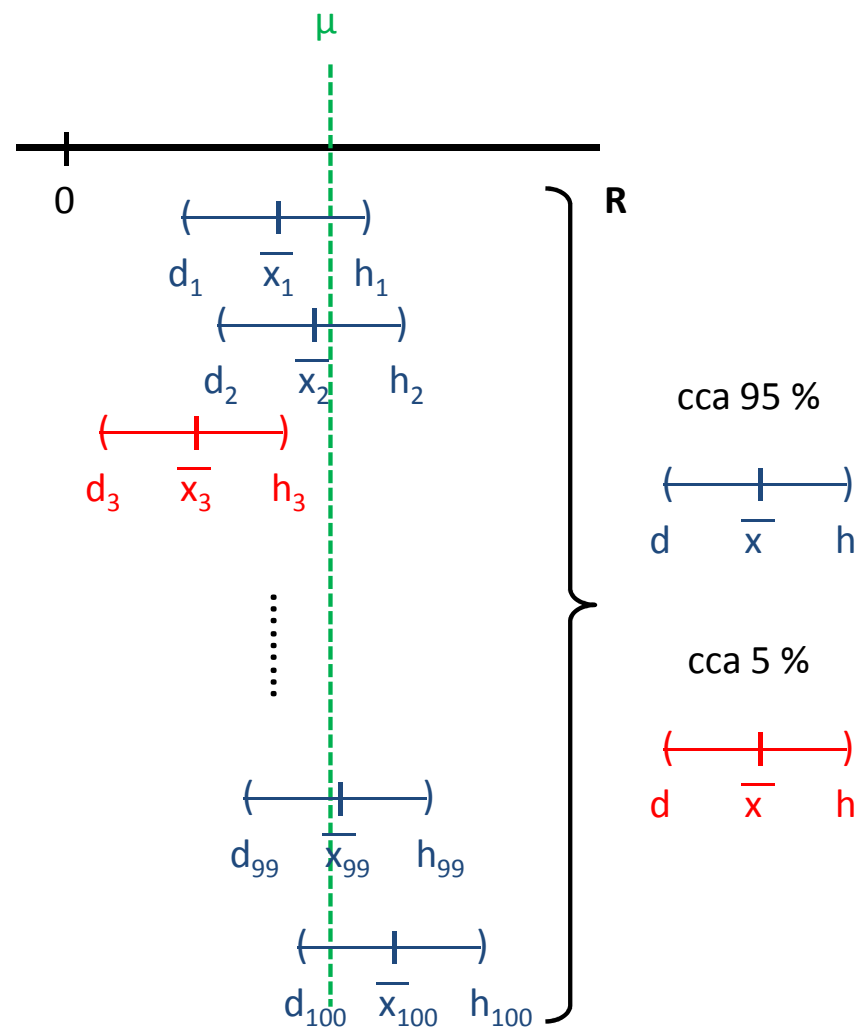 μ
0 R
d₁ x̅₁ h₁
d₂ x̅₂ h₂
cca 95 %
d₃ x̅₃ h₃
d x̅ h
cca 5 %
d x̅ h
d₉₉ x̅₉₉ h₉₉
d₁₀₀ x̅₁₀₀ h₁₀₀